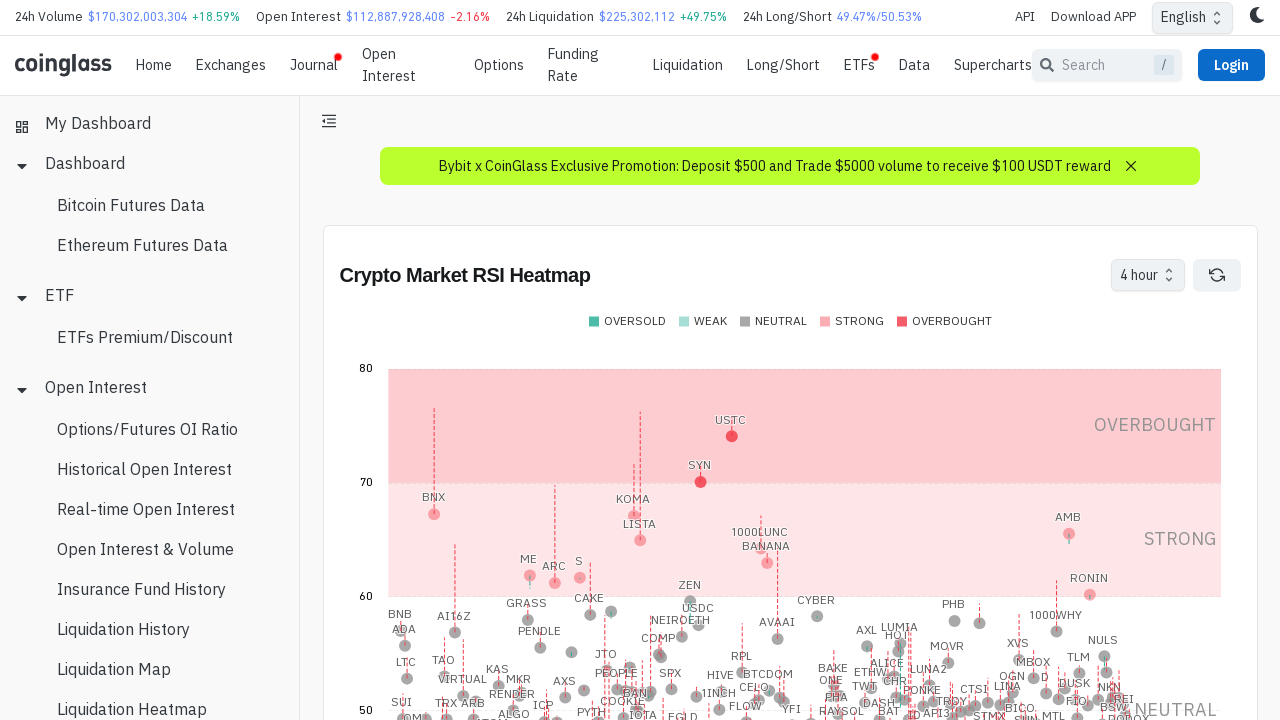 24h Volume $170,302,003,304 +18.59% Open Interest $112,887,928,408 -2.16% 24h Liquidation $225,302,112 +49.75% 24h Long/Short 49.47%/50.53% API Download APP English
coinglass Home Exchanges Journal Open Interest Options Funding Rate Liquidation Long/Short ETFs Data Supercharts Search / Login
My Dashboard
Dashboard
Bitcoin Futures Data
Ethereum Futures Data
ETF
ETFs Premium/Discount
Open Interest
Options/Futures OI Ratio
Historical Open Interest
Real-time Open Interest
Open Interest & Volume
Insurance Fund History
Liquidation History
Liquidation Map
Liquidation Heatmap
Bybit x CoinGlass Exclusive Promotion: Deposit $500 and Trade $5000 volume to receive $100 USDT reward
Crypto Market RSI Heatmap 4 hour
OVERSOLD WEAK NEUTRAL STRONG OVERBOUGHT
80
USTC OVERBOUGHT
SYN
70
BNX KOMA
LISTA AMB
1000LUNC STRONG
BANANA
ME ARC S
RONIN
ZEN
60
CAKE CYBER
GRASS USDC PHB
BNB AI16Z 1000WHY
NEIROETH AVAAI
ADA PENDLE AXL LUMIA
COMP HOT NULS
MOVR XVS
JTO RPL TLM
LTC TAO ALICE MBOX
KAS PEOPLE SPX HIVE BTCDOM BAKE ETHW LUNA2
VIRTUAL MKR AXS ONE CHR OGN
RENDER BAN 1INCH CELO TWT PONKE CTSI LINA DUSK NKN
SUI TRX ARB ICP COOKIE FLOW DASH FIO REI
ALGO PYTH IOTA EGLD YFI RAYSOL BAT API3 STMX BICO MTL
50 NEUTRAL